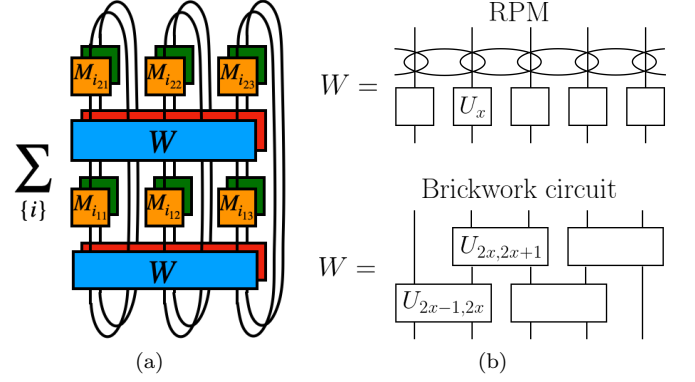 M_{i_{21}} M_{i_{22}} M_{i_{23}}
W
∑
{i}
M_{i_{11}} M_{i_{12}} M_{i_{13}}
W
(a)
RPM
W =
U_x
Brickwork circuit
W =
U_{2x,2x+1}
U_{2x−1,2x}
(b)